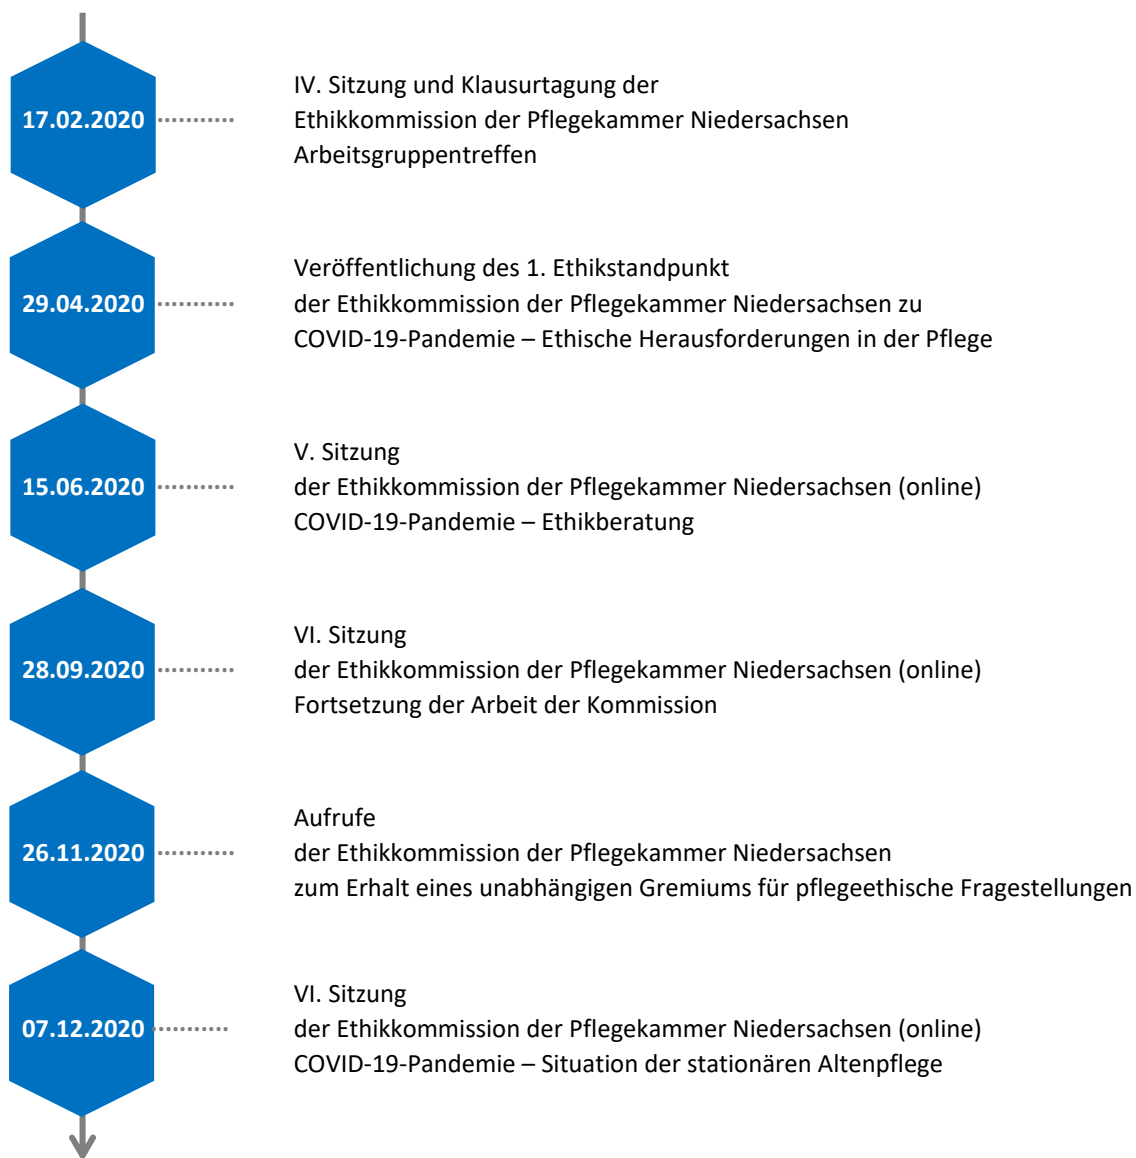 17.02.2020
IV. Sitzung und Klausurtagung der
Ethikkommission der Pflegekammer Niedersachsen
Arbeitsgruppentreffen
29.04.2020
Veröffentlichung des 1. Ethikstandpunkt
der Ethikkommission der Pflegekammer Niedersachsen zu
COVID-19-Pandemie – Ethische Herausforderungen in der Pflege
15.06.2020
V. Sitzung
der Ethikkommission der Pflegekammer Niedersachsen (online)
COVID-19-Pandemie – Ethikberatung
28.09.2020
VI. Sitzung
der Ethikkommission der Pflegekammer Niedersachsen (online)
Fortsetzung der Arbeit der Kommission
26.11.2020
Aufrufe
der Ethikkommission der Pflegekammer Niedersachsen
zum Erhalt eines unabhängigen Gremiums für pflegeethische Fragestellungen
07.12.2020
VI. Sitzung
der Ethikkommission der Pflegekammer Niedersachsen (online)
COVID-19-Pandemie – Situation der stationären Altenpflege